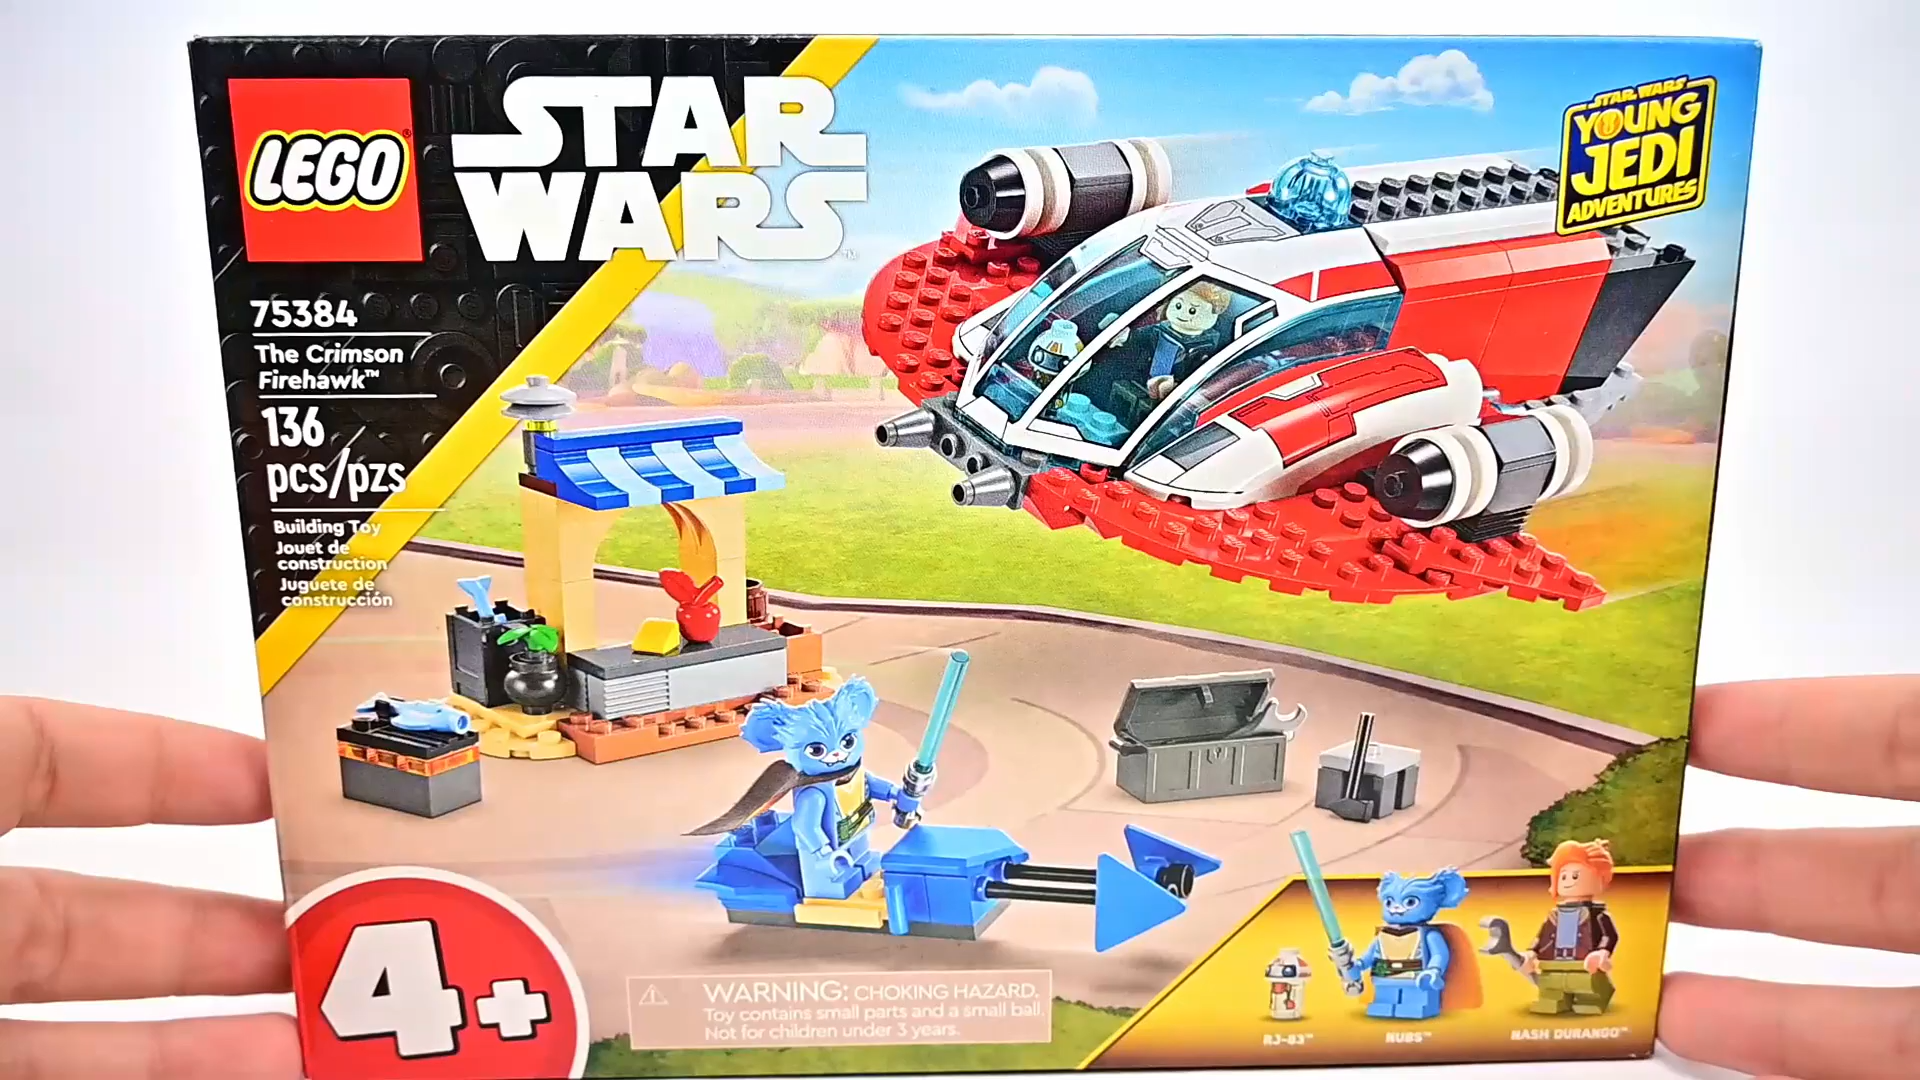 LEGO®
STAR
WARS™
STAR WARS
YOUNG
JEDI
ADVENTURES
75384
The Crimson
Firehawk™
136
pcs/pzs
Building Toy
Jouet de
construction
Juguete de
construcción
4+
WARNING: CHOKING HAZARD.
Toy contains small parts and a small ball.
Not for children under 3 years.
RJ-83™
NUBS™
NASH DURANGO™